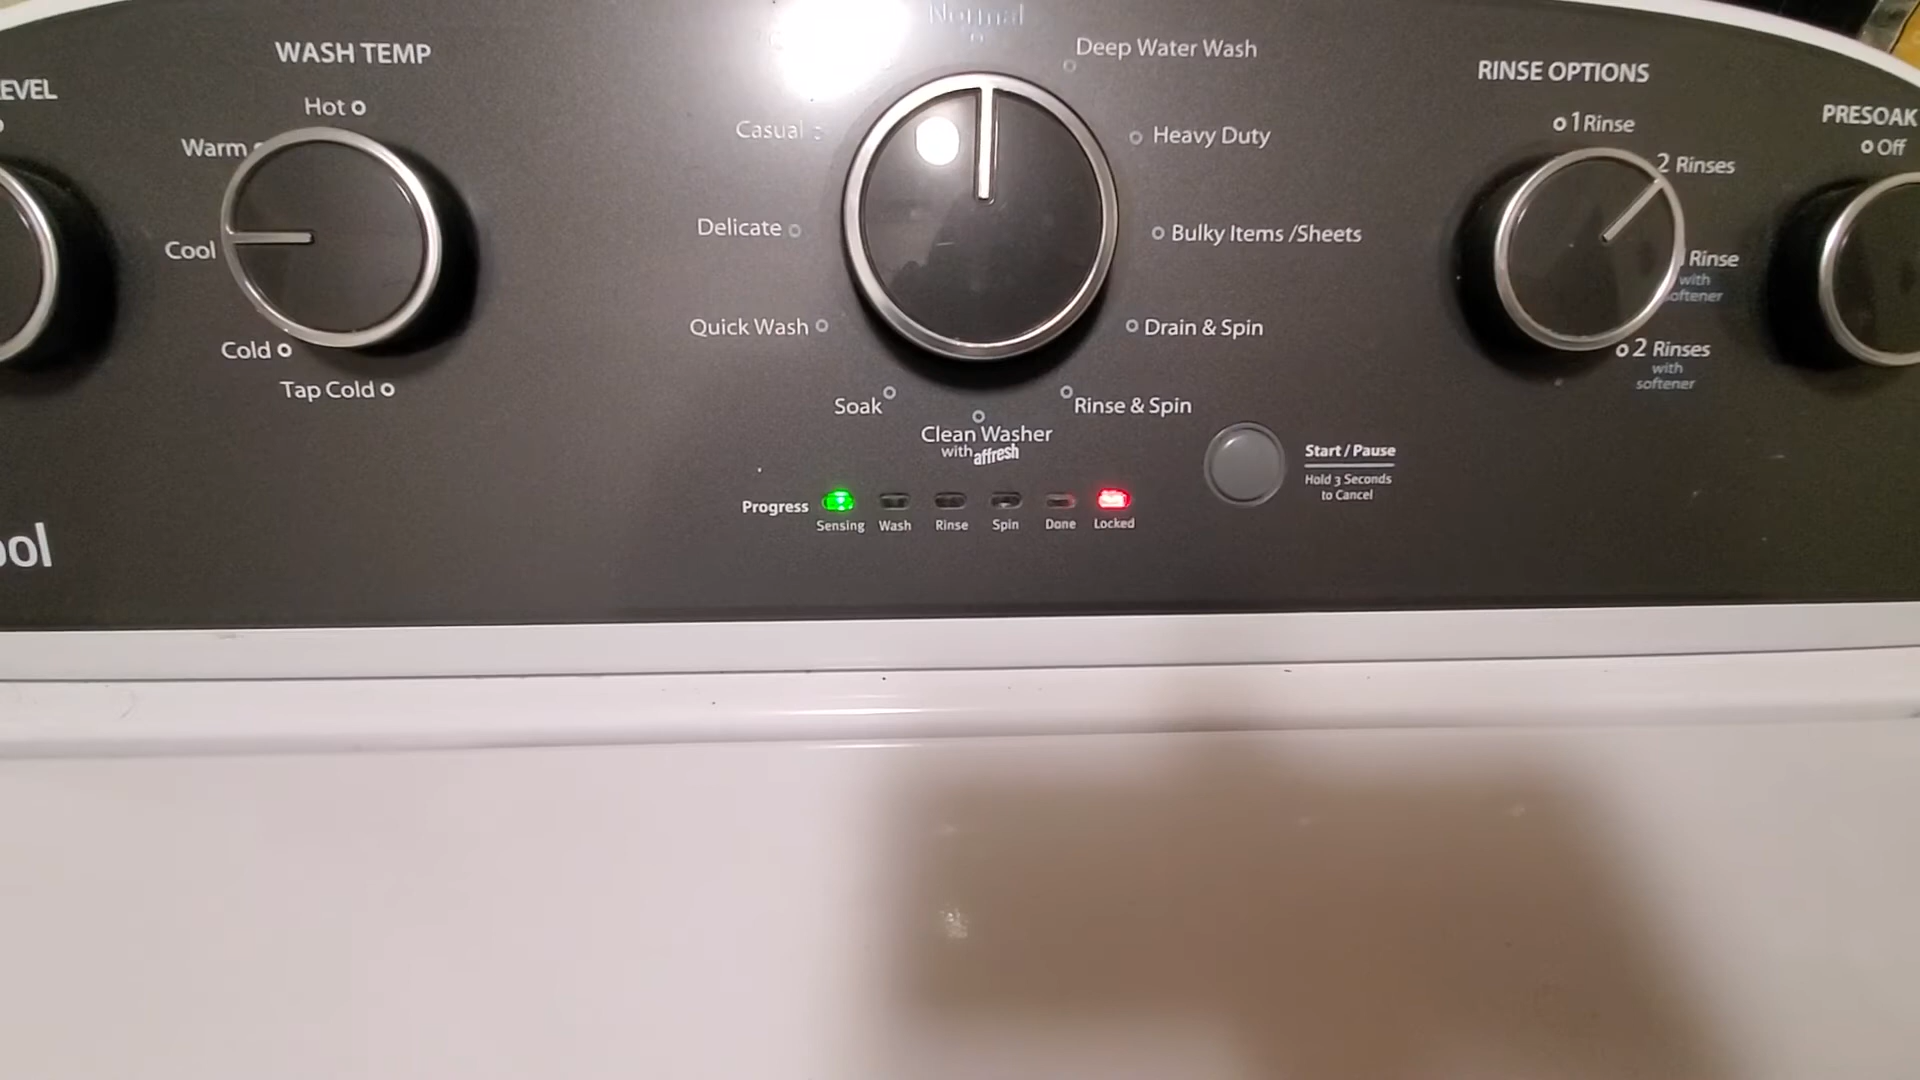 EVEL
WASH TEMP
Hot
Warm
Cool
Cold
Tap Cold
Normal
Deep Water Wash
Casual
Heavy Duty
Delicate
Bulky Items /Sheets
Quick Wash
Drain & Spin
Soak
Rinse & Spin
Clean Washer
with affresh
Progress
Sensing
Wash
Rinse
Spin
Done
Locked
Start / Pause
Hold 3 Seconds
to Cancel
RINSE OPTIONS
1 Rinse
2 Rinses
Rinse
with
oftener
2 Rinses
with
softener
PRESOAK
Off
ool